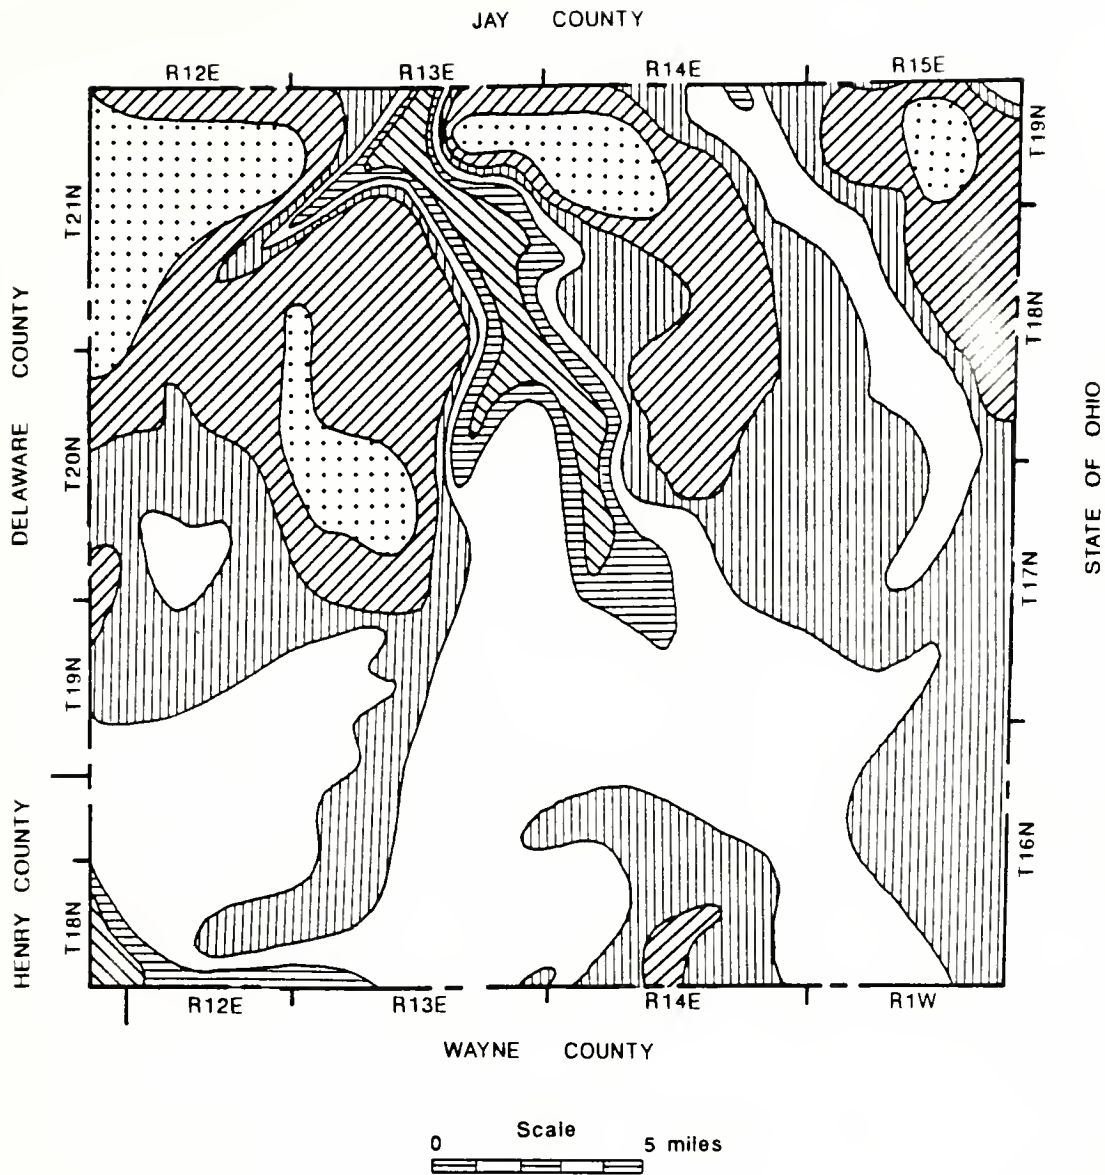 JAY COUNTY
R12E R13E R14E R15E
T19N
T21N
T18N
DELAWARE COUNTY
STATE OF OHIO
T20N
T17N
T19N
HENRY COUNTY
T16N
T18N
R12E R13E R14E R1W
WAYNE COUNTY
Scale
0 5 miles